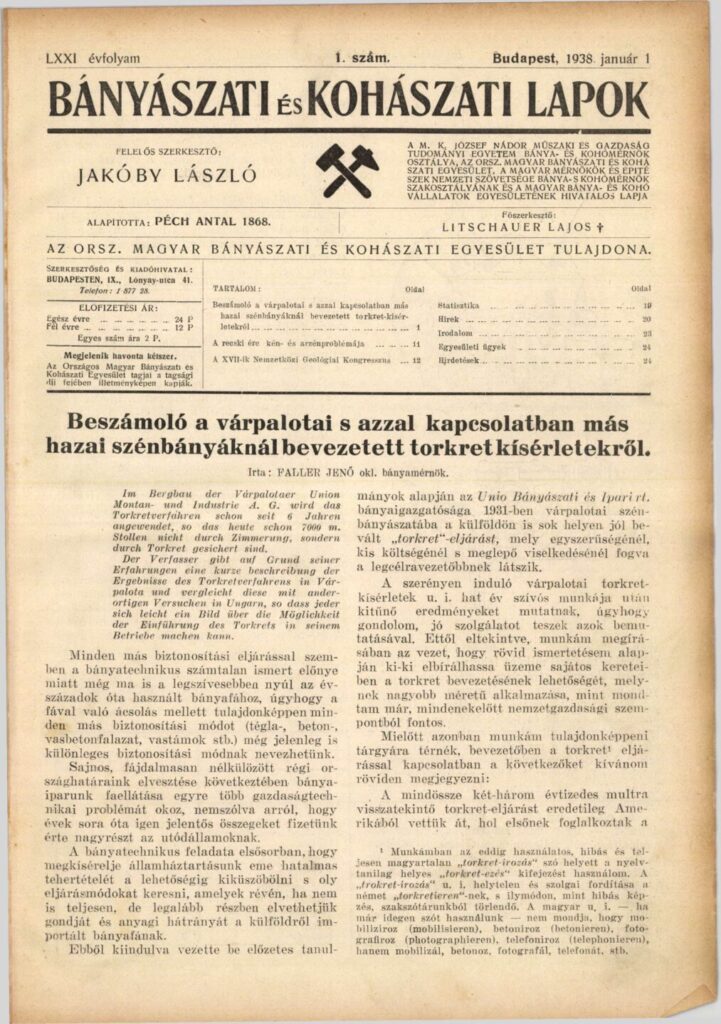 LXXI évfolyam 1. szám. Budapest, 1938. január 1
BÁNYÁSZATI ÉS KOHÁSZATI LAPOK
FELELŐS SZERKESZTŐ:
JAKÓBY LÁSZLÓ
A M. K. JÓZSEF NÁDOR MŰSZAKI ÉS GAZDASÁG
TUDOMÁNYI EGYETEM BÁNYA- ÉS KOHÓMÉRNÖK
OSZTÁLYA, AZ ORSZ. MAGYAR BÁNYÁSZATI ÉS KOHÁ
SZATI EGYESÜLET, A MAGYAR MÉRNÖKÖK ÉS ÉPITÉ
SZEK NEMZETI SZÖVETSÉGE BÁNYA- S KOHÓMÉRNÖK
SZAKOSZTÁLYÁNAK ÉS A MAGYAR BÁNYA- ÉS KOHÓ
VÁLLALATOK EGYESÜLETÉNEK HIVATALOS LAPJA
ALAPÍTOTTA: PÉCH ANTAL 1868.
Főszerkesztő:
LITSCHAUER LAJOS †
AZ ORSZ. MAGYAR BÁNYÁSZATI ÉS KOHÁSZATI EGYESÜLET TULAJDONA.
SZERKESZTŐSÉG ÉS KIADÓHIVATAL:
BUDAPESTEN, IX., Lónyay-utca 41.
Telefon: 1 877 28.
ELŐFIZETÉSI ÁR:
Egész évre ... ... ... ... ... 24 P
Fél évre ... ... ... ... ... 12 P
Egyes szám ára 2 P.
Megjelenik havonta kétszer.
Az Országos Magyar Bányászati és
Kohászati Egyesület tagjai a tagsági
díj fejében illetményképen kapják.
TARTALOM: Oldal
Beszámoló a várpalotai s azzal kapcsolatban más
hazai szénbányáknál bevezetett torkret-kísér-
letekről ... ... ... ... ... 1
A recski érc kén- és arzénproblémája ... ... ... 11
A XVII-ik Nemzetközi Geológiai Kongresszus ... 12
Oldal
Statisztika ... ... ... ... ... 19
Hírek ... ... ... ... ... 20
Irodalom ... ... ... ... ... 23
Egyesületi ügyek ... ... ... ... ... 24
Hirdetések ... ... ... ... ... 24
Beszámoló a várpalotai s azzal kapcsolatban más
hazai szénbányáknál bevezetett torkret kísérletekről.
Irta: FALLER JENŐ okl. bányamérnök.
Im Bergbau der Várpalotaer Union
Montan- und Industrie A. G. wird das
Torkretverfahren schon seit 6 Jahren
angewendet, so das heute schon 7000 m.
Stollen nicht durch Zimmerung, sondern
durch Torkret gesichert sind.
Der Verfasser gibt auf Grund seiner
Erfahrungen eine kurze beschreibung der
Ergebnisse des Torkretverfahrens in Vár-
palota und vergleicht diese mit ander-
ortigen Versuchen in Ungarn, so dass jeder
sich leicht ein Bild über die Möglichkeit
der Einführung des Torkrets in seinem
Betriebe machen kann.
Minden más biztonosítási eljárással szem-
ben a bányatechnikus számtalan ismert előnye
miatt még ma is a legszívesebben nyúl az év-
századok óta használt bányafához, úgyhogy a
fával való ácsolás mellett tulajdonképpen min-
den más biztonosítási módot (tégla-, beton-,
vasbetonfalazat, vastámok stb.) még jelenleg is
különleges biztonosítási módnak nevezhetünk.
Sajnos, fájdalmasan nélkülözött régi or-
szághatáraink elvesztése következtében bánya-
iparunk faellátása egyre több gazdaságtech-
nikai problémát okoz, nemszólva arról, hogy
évek sora óta igen jelentős összegeket fizetünk
érte nagyrészt az utódállamoknak.
A bányatechnikus feladata elsősorban, hogy
megkísérelje államháztartásunk eme hatalmas
tehertételét a lehetőségig kiküszöbölni s oly
eljárásmódokat keresni, amelyek révén, ha nem
is teljesen, de legalább részben elvethetjük
gondját és anyagi hátrányát a külföldről im-
portált bányafának.
Ebből kiindulva vezette be előzetes tanul-
mányok alapján az Unio Bányászati és Ipari rt.
bányaigazgatósága 1931-ben várpalotai szén-
bányászatába a külföldön is sok helyen jól be-
vált „torkret“-eljárást, mely egyszerűségénél,
kis költségénél s meglepő viselkedésénél fogva
a legcélravezetőbbnek látszik.
A szerényen induló várpalotai torkret-
kísérletek u. i. hat év szívós munkája után
kitűnő eredményeket mutatnak, úgyhogy
gondolom, jó szolgálatot teszek azok bemu-
tatásával. Ettől eltekintve, munkám megírá-
sában az vezet, hogy rövid ismertetésem alap-
ján ki-ki elbírálhassa üzeme sajátos keretei-
ben a torkret bevezetésének lehetőségét, mely-
nek nagyobb méretű alkalmazása, mint mond-
tam már, mindenekelőtt nemzetgazdasági szem-
pontból fontos.
Mielőtt azonban munkám tulajdonképpeni
tárgyára térnék, bevezetőben a torkret¹ eljá-
rással kapcsolatban a következőket kívánom
röviden megjegyezni:
A mindössze két-három évtizedes multra
visszatekintő torkret-eljárást eredetileg Ame-
rikából vettük át, hol elsőnek foglalkoztak a
¹ Munkámban az eddig használatos, hibás és tel-
jesen magyartalan „torkret-irozás“ szó helyett a nyelv-
tanilag helyes „torkret-ezés“ kifejezést használom. A
„trokret-irozás“ u. i. helytelen és szolgai fordítása a
német „torkretieren“-nek, s ilymódon, mint hibás kép-
zés, szakszótárunkból törlendő. A magyar u. i. — ha
már idegen szót használunk — nem mondja, hogy mo-
biliziroz (mobilisieren), betoniroz (betonieren), foto-
grafiroz (photographieren), telefoniroz (telephonieren),
hanem mobilizál, betonoz, fotografál, telefonát, stb.